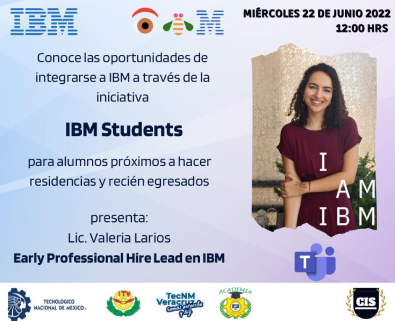 IBM
M
MIÉRCOLES 22 DE JUNIO 2022
12:00 HRS
Conoce las oportunidades de
integrarse a IBM a través de la
iniciativa
IBM Students
para alumnos próximos a hacer
residencias y recién egresados
presenta:
Lic. Valeria Larios
Early Professional Hire Lead en IBM
I
AM
IBM
T
TECNOLÓGICO
NACIONAL DE MÉXICO
ITV
TecNM
Veracruz
ACADEMIA
CIS